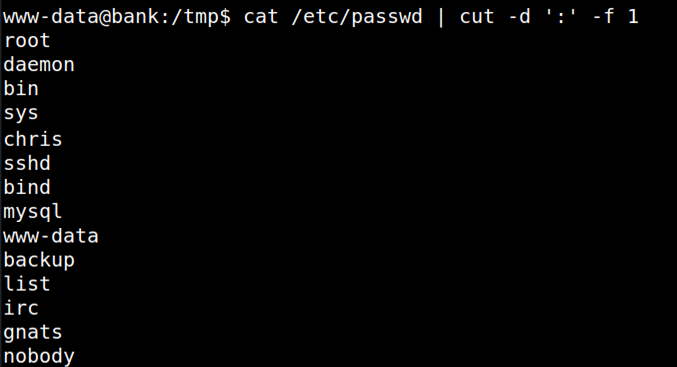 www-data@bank:/tmp$ cat /etc/passwd | cut -d ':' -f 1
root
daemon
bin
sys
chris
sshd
bind
mysql
www-data
backup
list
irc
gnats
nobody